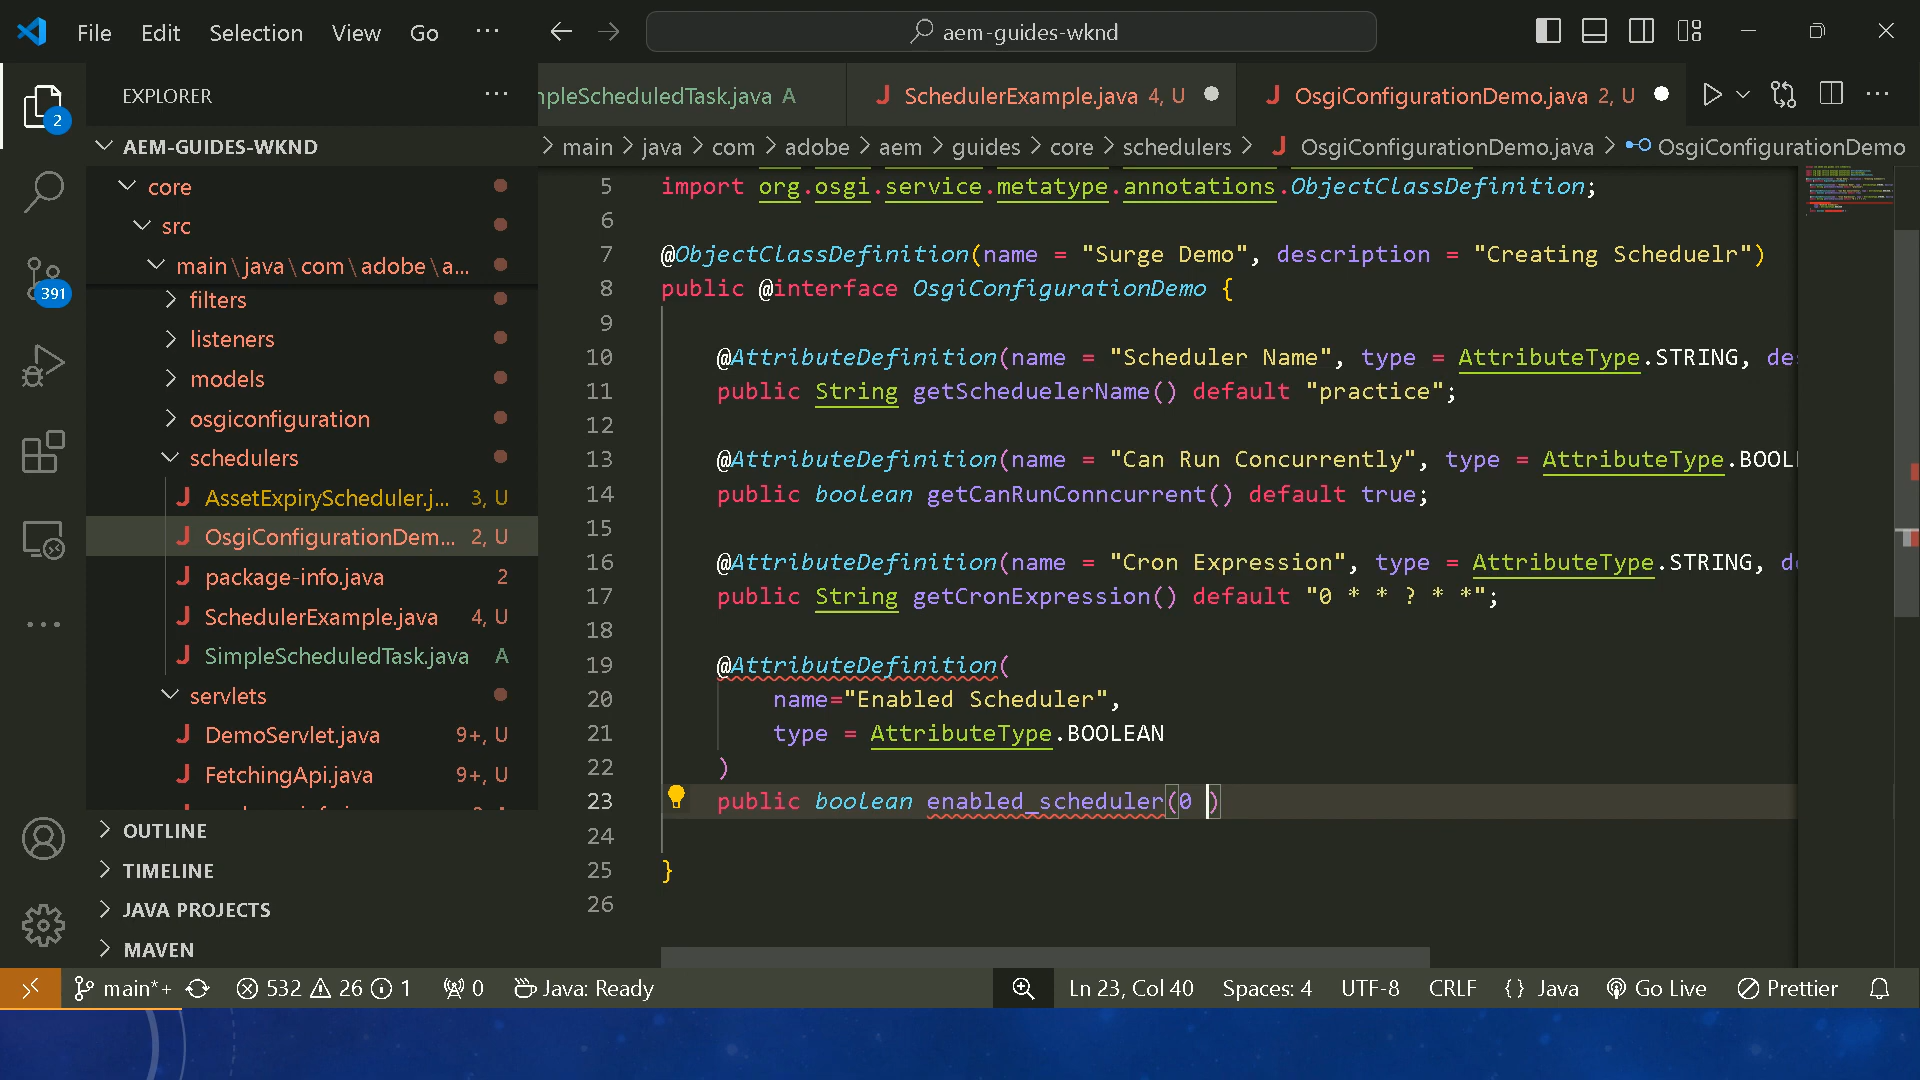 File Edit Selection View Go ··· aem-guides-wknd
EXPLORER ···
2
AEM-GUIDES-WKND
core
src
main\java\com\adobe\a...
391
filters
listeners
models
osgiconfiguration
schedulers
AssetExpiryScheduler.j... 3, U
OsgiConfigurationDem... 2, U
package-info.java 2
SchedulerExample.java 4, U
SimpleScheduledTask.java A
servlets
DemoServlet.java 9+, U
FetchingApi.java 9+, U
OUTLINE
TIMELINE
JAVA PROJECTS
MAVEN
npleScheduledTask.java A SchedulerExample.java 4, U OsgiConfigurationDemo.java 2, U
> main > java > com > adobe > aem > guides > core > schedulers > OsgiConfigurationDemo.java > OsgiConfigurationDemo
5 import org.osgi.service.metatype.annotations.ObjectClassDefinition;
6
7 @ObjectClassDefinition(name = "Surge Demo", description = "Creating Scheduelr")
8 public @interface OsgiConfigurationDemo {
9
10 @AttributeDefinition(name = "Scheduler Name", type = AttributeType.STRING, des
11 public String getScheduelerName() default "practice";
12
13 @AttributeDefinition(name = "Can Run Concurrently", type = AttributeType.BOOL
14 public boolean getCanRunConncurrent() default true;
15
16 @AttributeDefinition(name = "Cron Expression", type = AttributeType.STRING, de
17 public String getCronExpression() default "0 * * ? * *";
18
19 @AttributeDefinition(
20 name="Enabled Scheduler",
21 type = AttributeType.BOOLEAN
22 )
23 public boolean enabled_scheduler(0 )
24
25 }
26
main*+ 532 26 1 0 Java: Ready Ln 23, Col 40 Spaces: 4 UTF-8 CRLF {} Java Go Live Prettier